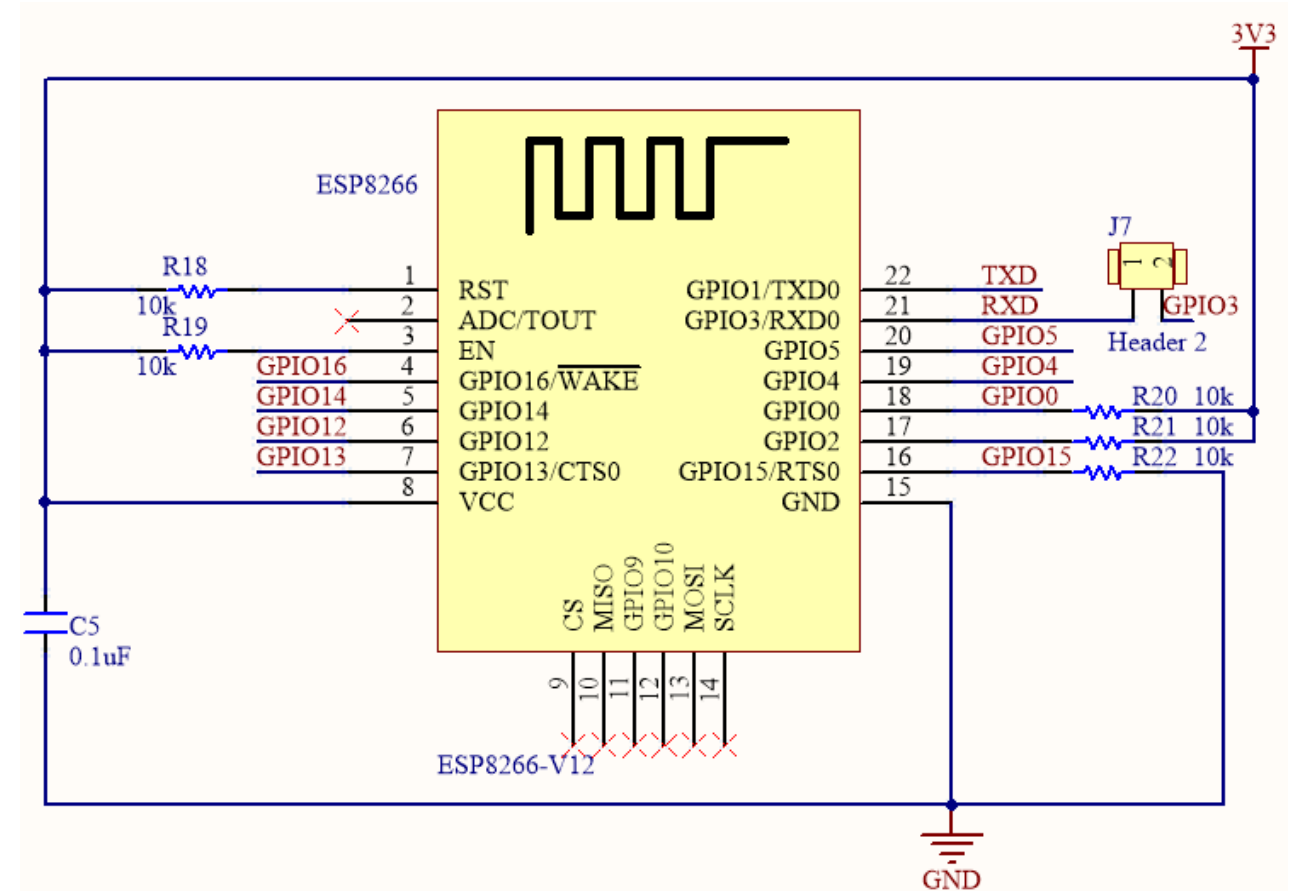 3V3
ESP8266
J7
1 2
R18
10k
R19
10k
1 RST
2 ADC/TOUT
3 EN
GPIO16 4 GPIO16/WAKE
GPIO14 5 GPIO14
GPIO12 6 GPIO12
GPIO13 7 GPIO13/CTS0
8 VCC
GPIO1/TXD0 22 TXD
GPIO3/RXD0 21 RXD
GPIO3
Header 2
GPIO5 20 GPIO5
GPIO4 19 GPIO4
GPIO0 18 GPIO0 R20 10k
GPIO2 17 R21 10k
GPIO15/RTS0 16 GPIO15 R22 10k
GND 15
CS
MISO
GPIO9
GPIO10
MOSI
SCLK
9
10
11
12
13
14
C5
0.1uF
ESP8266-V12
GND